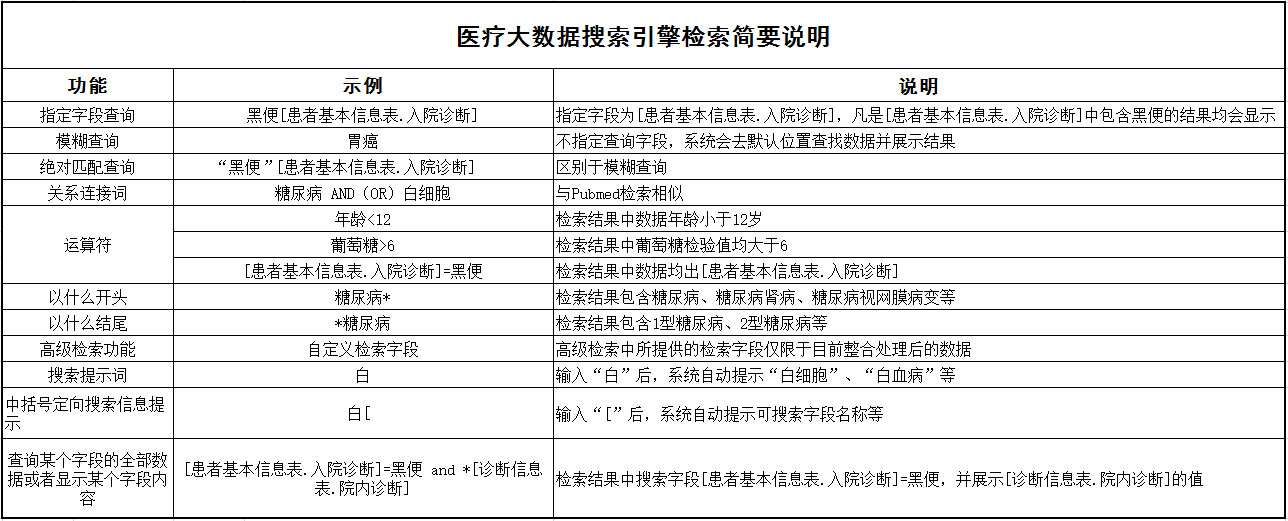 医疗大数据搜索引擎检索简要说明
功能 示例 说明
指定字段查询 黑便[患者基本信息表.入院诊断] 指定字段为[患者基本信息表.入院诊断]，凡是[患者基本信息表.入院诊断]中包含黑便的结果均会显示
模糊查询 胃癌 不指定查询字段，系统会去默认位置查找数据并展示结果
绝对匹配查询 “黑便”[患者基本信息表.入院诊断] 区别于模糊查询
关系连接词 糖尿病 AND（OR）白细胞 与Pubmed检索相似
运算符 年龄<12 检索结果中数据年龄小于12岁
葡萄糖>6 检索结果中葡萄糖检验值均大于6
[患者基本信息表.入院诊断]=黑便 检索结果中数据均出[患者基本信息表.入院诊断]
以什么开头 糖尿病* 检索结果包含糖尿病、糖尿病肾病、糖尿病视网膜病变等
以什么结尾 *糖尿病 检索结果包含1型糖尿病、2型糖尿病等
高级检索功能 自定义检索字段 高级检索中所提供的检索字段仅限于目前整合处理后的数据
搜索提示词 白 输入“白”后，系统自动提示“白细胞”、“白血病”等
中括号定向搜索信息提
示 白[ 输入“[”后，系统自动提示可搜索字段名称等
查询某个字段的全部数
据或者显示某个字段内
容 [患者基本信息表.入院诊断]=黑便 and *[诊断信息
表.院内诊断] 检索结果中搜索字段[患者基本信息表.入院诊断]=黑便，并展示[诊断信息表.院内诊断]的值